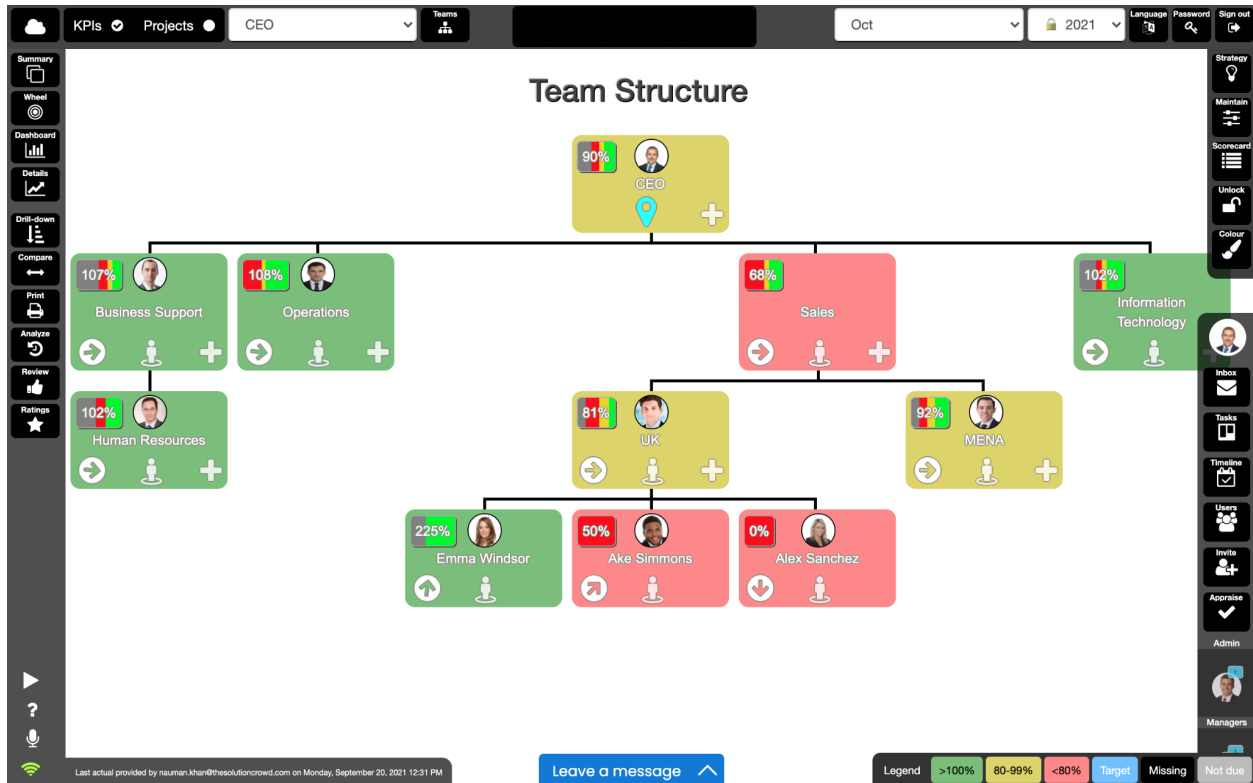 KPIs
Projects
CEO
Teams
Oct
2021
Language
Password
Sign out
Summary
Wheel
Dashboard
Details
Drill-down
Compare
Print
Analyze
Review
Ratings
Team Structure
90%
CEO
107%
Business Support
108%
Operations
68%
Sales
102%
Information
Technology
102%
Human Resources
81%
UK
92%
MENA
225%
Emma Windsor
50%
Ake Simmons
0%
Alex Sanchez
Strategy
Maintain
Scorecard
Unlock
Colour
Inbox
Tasks
Timeline
Users
Invite
Appraise
Admin
Managers
?
Last actual provided by nauman.khan@thesolutioncrowd.com on Monday, September 20, 2021 12:31 PM
Leave a message
Legend
>100%
80-99%
<80%
Target
Missing
Not due